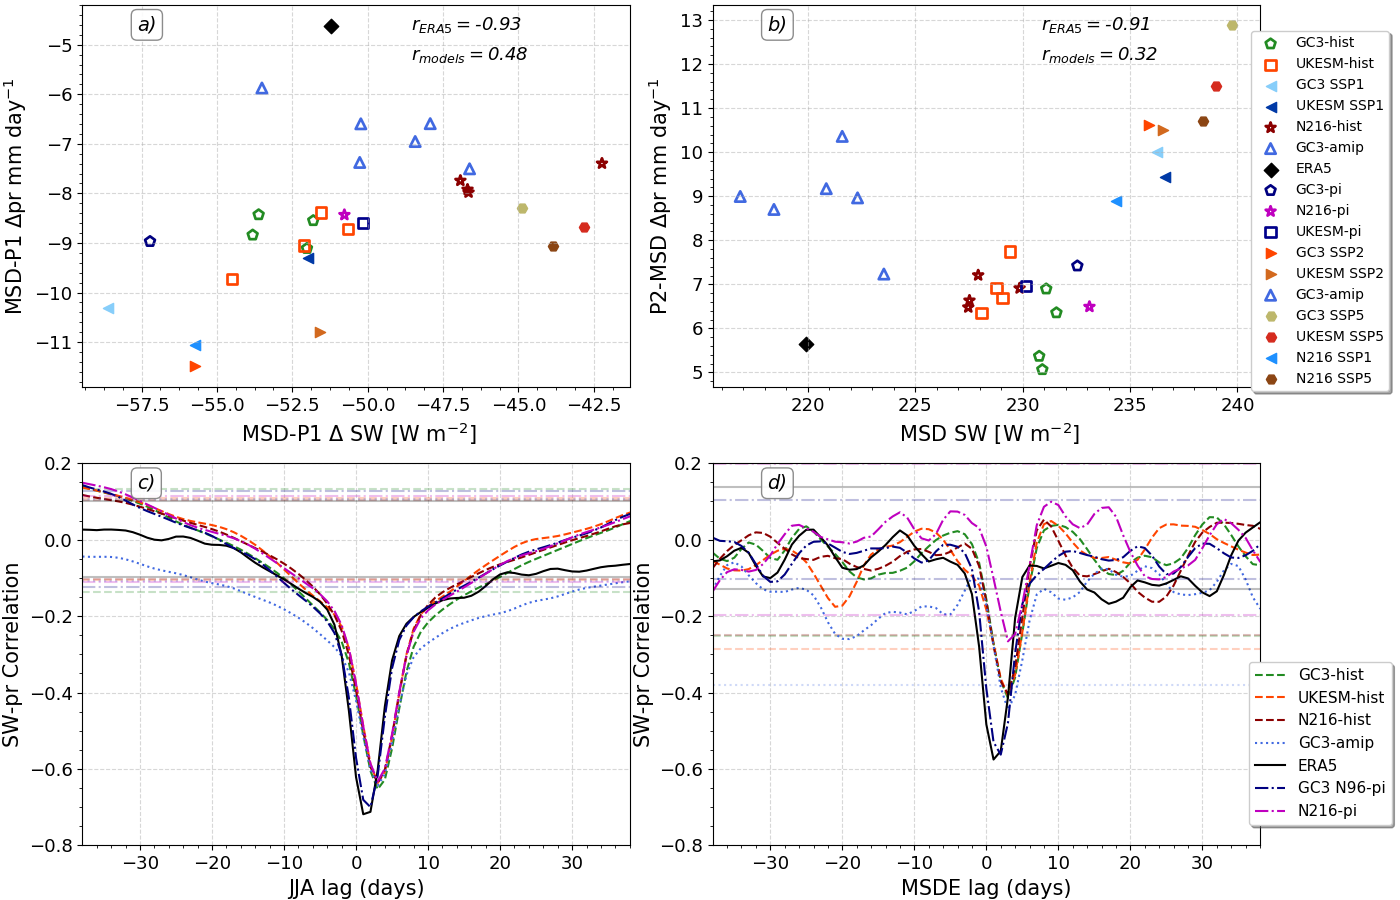 a)
r_ERA5 = -0.93
r_models = 0.48
−5
−6
−7
−8
−9
−10
−11
MSD-P1 Δpr mm day⁻¹
−57.5 −55.0 −52.5 −50.0 −47.5 −45.0 −42.5
MSD-P1 Δ SW [W m⁻²]
b)
r_ERA5 = -0.91
r_models = 0.32
13
12
11
10
9
8
7
6
5
P2-MSD Δpr mm day⁻¹
220 225 230 235 240
MSD SW [W m⁻²]
GC3-hist
UKESM-hist
GC3 SSP1
UKESM SSP1
N216-hist
GC3-amip
ERA5
GC3-pi
N216-pi
UKESM-pi
GC3 SSP2
UKESM SSP2
GC3-amip
GC3 SSP5
UKESM SSP5
N216 SSP1
N216 SSP5
c)
0.2
0.0
−0.2
−0.4
−0.6
−0.8
SW-pr Correlation
−30 −20 −10 0 10 20 30
JJA lag (days)
d)
0.2
0.0
−0.2
−0.4
−0.6
−0.8
SW-pr Correlation
−30 −20 −10 0 10 20 30
MSDE lag (days)
GC3-hist
UKESM-hist
N216-hist
GC3-amip
ERA5
GC3 N96-pi
N216-pi